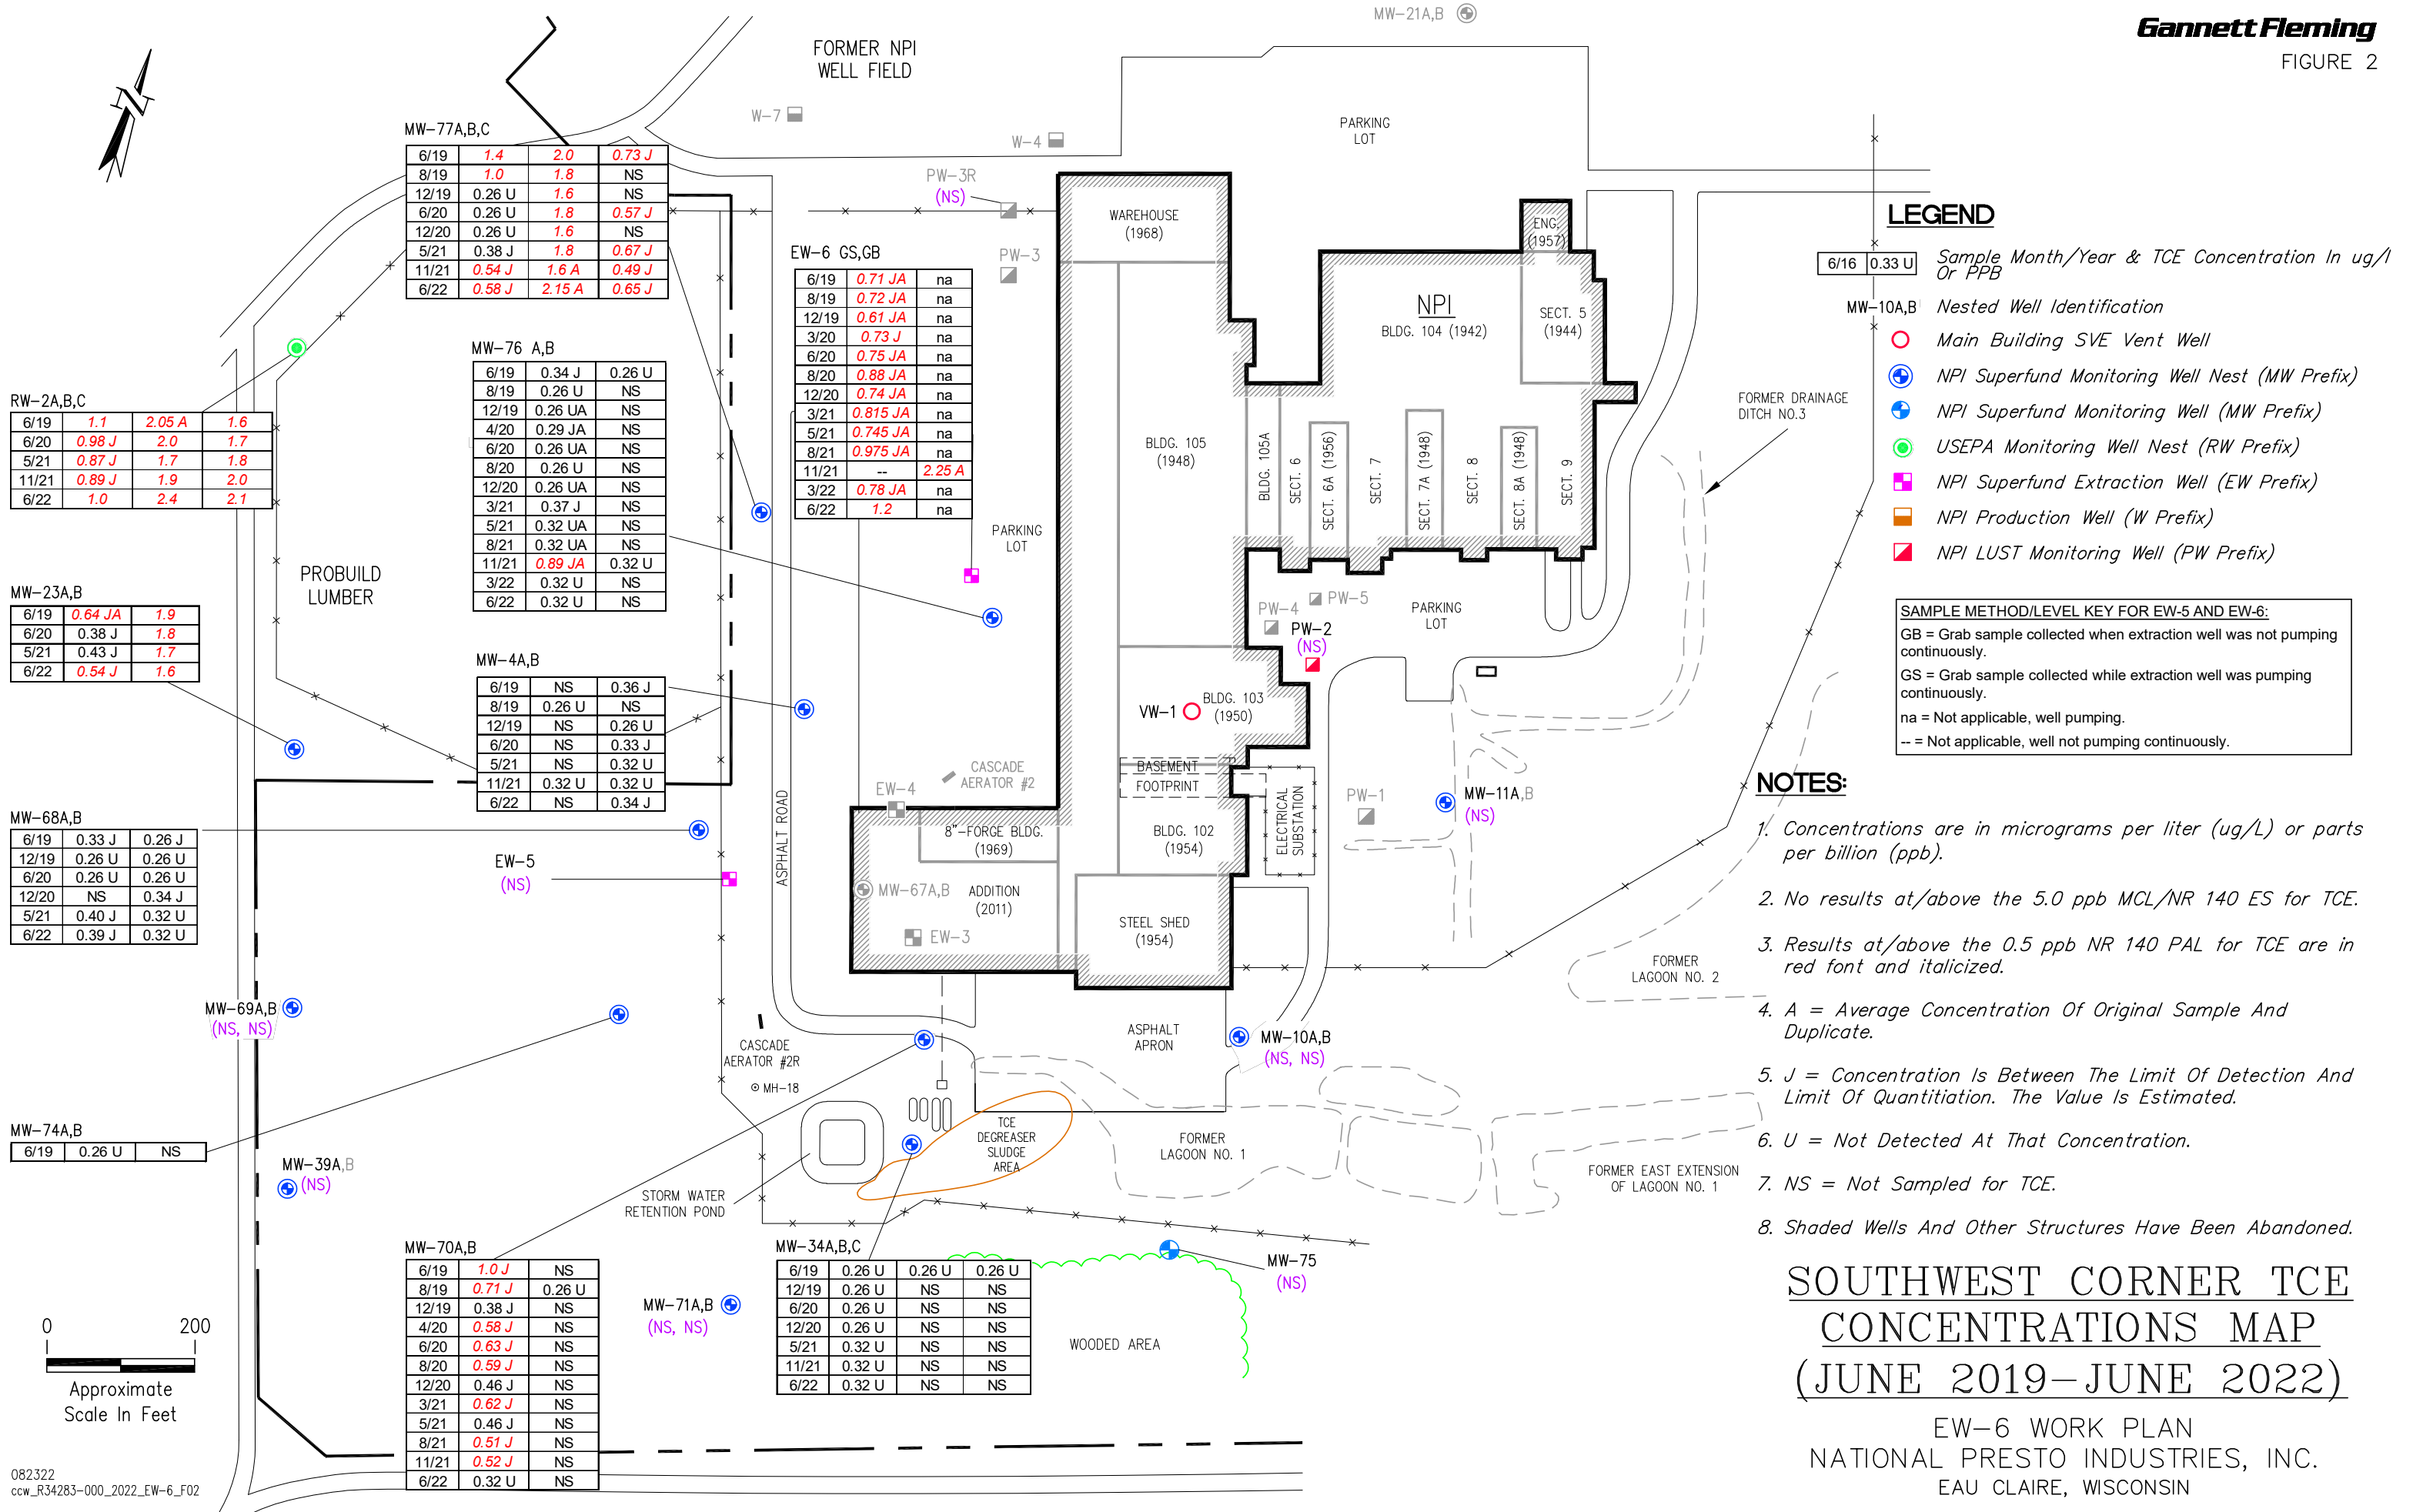 Gannett Fleming
FIGURE 2
MW-21A,B
FORMER NPI
WELL FIELD
W-7
W-4
PW-3R
(NS)
PW-3
PARKING
LOT
N
MW-77A,B,C
6/19 1.4 2.0 0.73 J
8/19 1.0 1.8 NS
12/19 0.26 U 1.6 NS
6/20 0.26 U 1.8 0.57 J
12/20 0.26 U 1.6 NS
5/21 0.38 J 1.8 0.67 J
11/21 0.54 J 1.6 A 0.49 J
6/22 0.58 J 2.15 A 0.65 J
EW-6 GS,GB
6/19 0.71 JA na
8/19 0.72 JA na
12/19 0.61 JA na
3/20 0.73 J na
6/20 0.75 JA na
8/20 0.88 JA na
12/20 0.74 JA na
3/21 0.815 JA na
5/21 0.745 JA na
8/21 0.975 JA na
11/21 -- 2.25 A
3/22 0.78 JA na
6/22 1.2 na
MW-76 A,B
6/19 0.34 J 0.26 U
8/19 0.26 U NS
12/19 0.26 UA NS
4/20 0.29 JA NS
6/20 0.26 UA NS
8/20 0.26 U NS
12/20 0.26 UA NS
3/21 0.37 J NS
5/21 0.32 UA NS
8/21 0.32 UA NS
11/21 0.89 JA 0.32 U
3/22 0.32 U NS
6/22 0.32 U NS
RW-2A,B,C
6/19 1.1 2.05 A 1.6
6/20 0.98 J 2.0 1.7
5/21 0.87 J 1.7 1.8
11/21 0.89 J 1.9 2.0
6/22 1.0 2.4 2.1
MW-23A,B
6/19 0.64 JA 1.9
6/20 0.38 J 1.8
5/21 0.43 J 1.7
6/22 0.54 J 1.6
PROBUILD
LUMBER
MW-4A,B
6/19 NS 0.36 J
8/19 0.26 U NS
12/19 NS 0.26 U
6/20 NS 0.33 J
5/21 NS 0.32 U
11/21 0.32 U 0.32 U
6/22 NS 0.34 J
MW-68A,B
6/19 0.33 J 0.26 J
12/19 0.26 U 0.26 U
6/20 0.26 U 0.26 U
12/20 NS 0.34 J
5/21 0.40 J 0.32 U
6/22 0.39 J 0.32 U
EW-5
(NS)
MW-69A,B
(NS, NS)
MW-74A,B
6/19 0.26 U NS
MW-39A,B
(NS)
MW-70A,B
6/19 1.0 J NS
8/19 0.71 J 0.26 U
12/19 0.38 J NS
4/20 0.58 J NS
6/20 0.63 J NS
8/20 0.59 J NS
12/20 0.46 J NS
3/21 0.62 J NS
5/21 0.46 J NS
8/21 0.51 J NS
11/21 0.52 J NS
6/22 0.32 U NS
MW-71A,B
(NS, NS)
MW-34A,B,C
6/19 0.26 U 0.26 U 0.26 U
12/19 0.26 U NS NS
6/20 0.26 U NS NS
12/20 0.26 U NS NS
5/21 0.32 U NS NS
11/21 0.32 U NS NS
6/22 0.32 U NS NS
WAREHOUSE
(1968)
ENG.
(1957)
NPI
BLDG. 104 (1942)
SECT. 5
(1944)
BLDG. 105
(1948)
BLDG. 105A
SECT. 6
SECT. 6A (1956)
SECT. 7
SECT. 7A (1948)
SECT. 8
SECT. 8A (1948)
SECT. 9
PARKING
LOT
PW-4
PW-5
PW-2
(NS)
PARKING
LOT
VW-1
BLDG. 103
(1950)
BASEMENT
FOOTPRINT
CASCADE
AERATOR #2
EW-4
8"-FORGE BLDG.
(1969)
BLDG. 102
(1954)
ELECTRICAL
SUBSTATION
PW-1
MW-11A,B
(NS)
ASPHALT ROAD
MW-67A,B
ADDITION
(2011)
EW-3
STEEL SHED
(1954)
FORMER DRAINAGE
DITCH NO.3
FORMER
LAGOON NO. 2
CASCADE
AERATOR #2R
MH-18
ASPHALT
APRON
MW-10A,B
(NS, NS)
TCE
DEGREASER
SLUDGE
AREA
FORMER
LAGOON NO. 1
FORMER EAST EXTENSION
OF LAGOON NO. 1
STORM WATER
RETENTION POND
MW-75
(NS)
WOODED AREA
0 200
Approximate
Scale In Feet
082322
ccw_R34283-000_2022_EW-6_F02
LEGEND
6/16 0.33 U Sample Month/Year & TCE Concentration In ug/l
Or PPB
MW-10A,B Nested Well Identification
Main Building SVE Vent Well
NPI Superfund Monitoring Well Nest (MW Prefix)
NPI Superfund Monitoring Well (MW Prefix)
USEPA Monitoring Well Nest (RW Prefix)
NPI Superfund Extraction Well (EW Prefix)
NPI Production Well (W Prefix)
NPI LUST Monitoring Well (PW Prefix)
SAMPLE METHOD/LEVEL KEY FOR EW-5 AND EW-6:
GB = Grab sample collected when extraction well was not pumping
continuously.
GS = Grab sample collected while extraction well was pumping
continuously.
na = Not applicable, well pumping.
-- = Not applicable, well not pumping continuously.
NOTES:
1. Concentrations are in micrograms per liter (ug/L) or parts
per billion (ppb).
2. No results at/above the 5.0 ppb MCL/NR 140 ES for TCE.
3. Results at/above the 0.5 ppb NR 140 PAL for TCE are in
red font and italicized.
4. A = Average Concentration Of Original Sample And
Duplicate.
5. J = Concentration Is Between The Limit Of Detection And
Limit Of Quantitiation. The Value Is Estimated.
6. U = Not Detected At That Concentration.
7. NS = Not Sampled for TCE.
8. Shaded Wells And Other Structures Have Been Abandoned.
SOUTHWEST CORNER TCE
CONCENTRATIONS MAP
(JUNE 2019-JUNE 2022)
EW-6 WORK PLAN
NATIONAL PRESTO INDUSTRIES, INC.
EAU CLAIRE, WISCONSIN